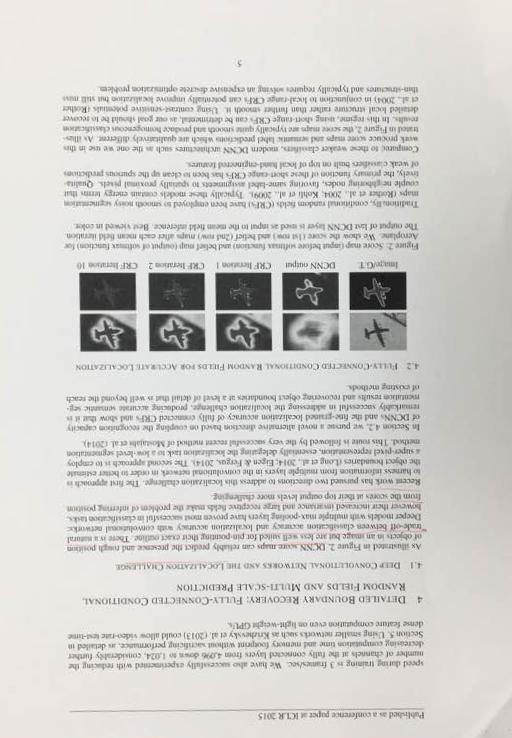 Published as a conference paper at ICLR 2015
speed during training is 3 frames/sec. We have also successfully experimented with reducing the
number of channels at the fully connected layers from 4,096 down to 1,024, considerably further
decreasing computation time and memory footprint without sacrificing performance, as detailed in
Section 5. Using smaller networks such as Krizhevsky et al. (2013) could allow video-rate test-time
dense feature computation even on light-weight GPUs.
4 DETAILED BOUNDARY RECOVERY: FULLY-CONNECTED CONDITIONAL
RANDOM FIELDS AND MULTI-SCALE PREDICTION
4.1 DEEP CONVOLUTIONAL NETWORKS AND THE LOCALIZATION CHALLENGE
As illustrated in Figure 2, DCNN score maps can reliably predict the presence and rough position
of objects in an image but are less well suited for pin-pointing their exact outline. There is a natural
trade-off between classification accuracy and localization accuracy with convolutional networks:
Deeper models with multiple max-pooling layers have proven most successful in classification tasks,
however their increased invariance and large receptive fields make the problem of inferring position
from the scores at their top output levels more challenging.
Recent work has pursued two directions to address this localization challenge. The first approach is
to harness information from multiple layers in the convolutional network in order to better estimate
the object boundaries (Long et al., 2014; Eigen & Fergus, 2014). The second approach is to employ
a super-pixel representation, essentially delegating the localization task to a low-level segmentation
method. This route is followed by the very successful recent method of Mostajabi et al. (2014).
In Section 4.2, we pursue a novel alternative direction based on coupling the recognition capacity
of DCNNs and the fine-grained localization accuracy of fully connected CRFs and show that it is
remarkably successful in addressing the localization challenge, producing accurate semantic seg-
mentation results and recovering object boundaries at a level of detail that is well beyond the reach
of existing methods.
4.2 FULLY-CONNECTED CONDITIONAL RANDOM FIELDS FOR ACCURATE LOCALIZATION
Image/G.T. DCNN output CRF Iteration 1 CRF Iteration 2 CRF Iteration 10
Figure 2: Score map (input before softmax function) and belief map (output of softmax function) for
Aeroplane. We show the score (1st row) and belief (2nd row) maps after each mean field iteration.
The output of last DCNN layer is used as input to the mean field inference. Best viewed in color.
Traditionally, conditional random fields (CRFs) have been employed to smooth noisy segmentation
maps (Rother et al., 2004; Kohli et al., 2009). Typically these models contain energy terms that
couple neighboring nodes, favoring same-label assignments to spatially proximal pixels. Qualita-
tively, the primary function of these short-range CRFs has been to clean up the spurious predictions
of weak classifiers built on top of local hand-engineered features.
Compared to these weaker classifiers, modern DCNN architectures such as the one we use in this
work produce score maps and semantic label predictions which are qualitatively different. As illus-
trated in Figure 2, the score maps are typically quite smooth and produce homogeneous classification
results. In this regime, using short-range CRFs can be detrimental, as our goal should be to recover
detailed local structure rather than further smooth it. Using contrast-sensitive potentials (Rother
et al., 2004) in conjunction to local-range CRFs can potentially improve localization but still miss
thin-structures and typically requires solving an expensive discrete optimization problem.
5